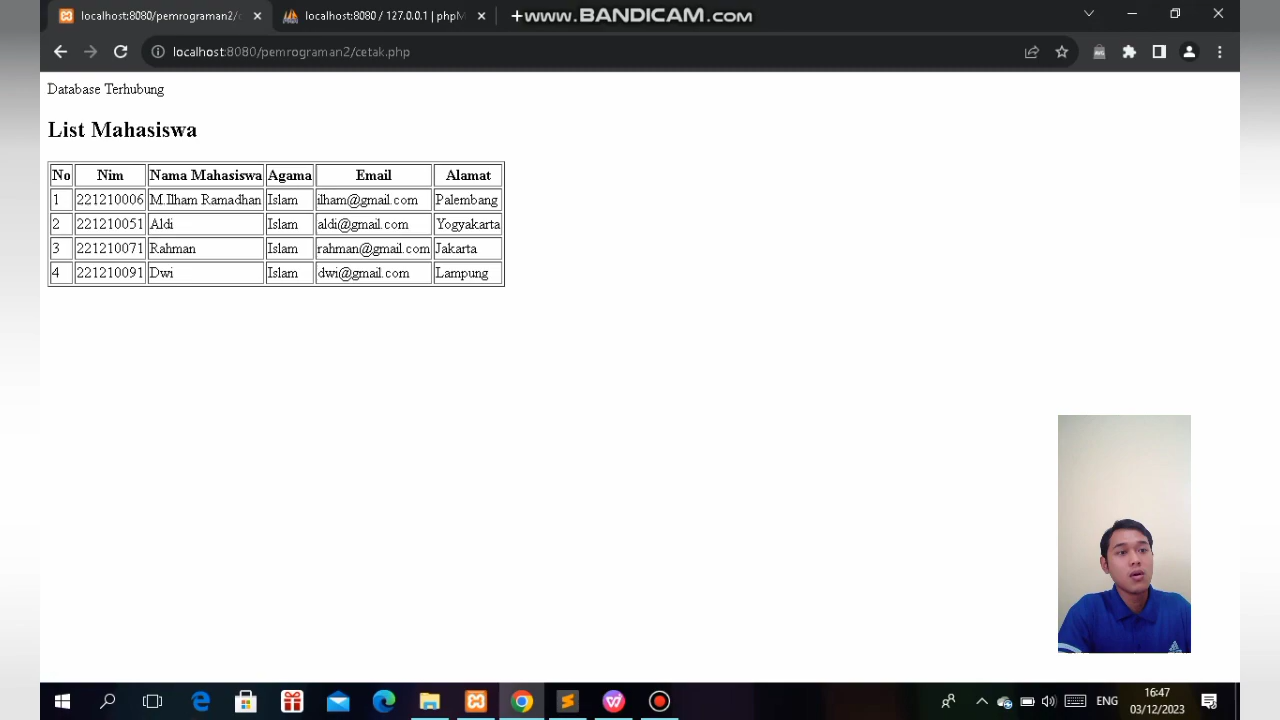 localhost:8080/pemrograman2/c
localhost:8080 / 127.0.0.1 | phpM
www.BANDICAM.com
localhost:8080/pemrograman2/cetak.php
Database Terhubung
List Mahasiswa
No Nim Nama Mahasiswa Agama Email Alamat
1 221210006 M.Ilham Ramadhan Islam ilham@gmail.com Palembang
2 221210051 Aldi Islam aldi@gmail.com Yogyakarta
3 221210071 Rahman Islam rahman@gmail.com Jakarta
4 221210091 Dwi Islam dwi@gmail.com Lampung
ENG
16:47
03/12/2023